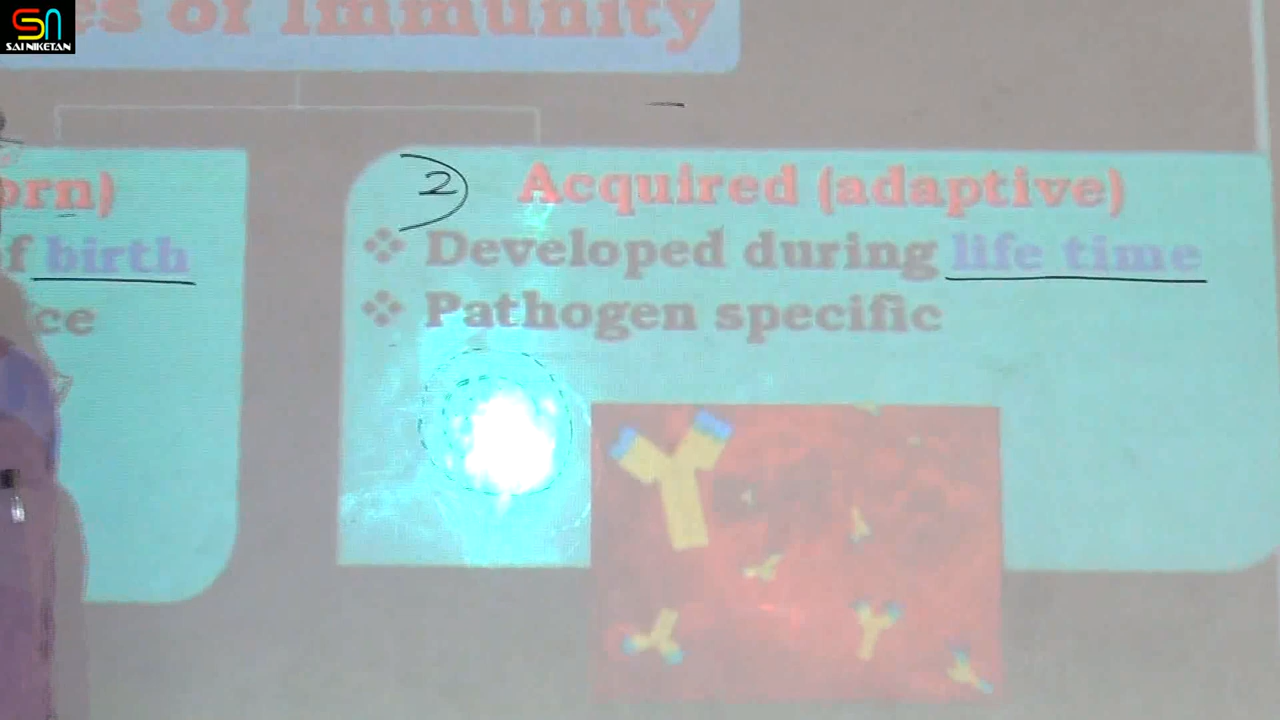 SN
SAI NIKETAN
es of Immunity
orn)
f birth
ce
2) Acquired (adaptive)
❖ Developed during life time
❖ Pathogen specific